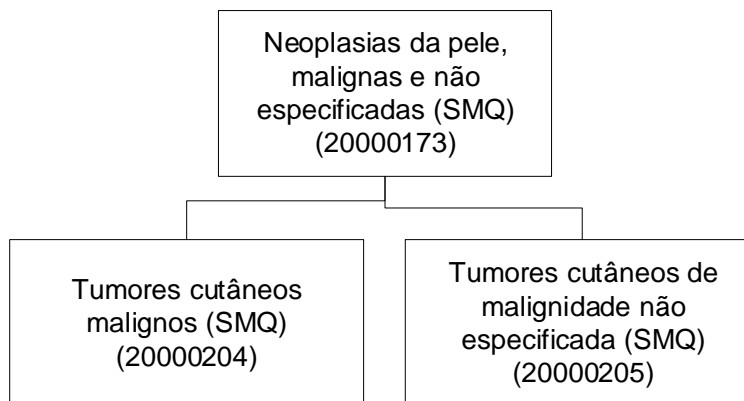 Neoplasias da pele,
malignas e não
especificadas (SMQ)
(20000173)
Tumores cutâneos
malignos (SMQ)
(20000204)
Tumores cutâneos de
malignidade não
especificada (SMQ)
(20000205)